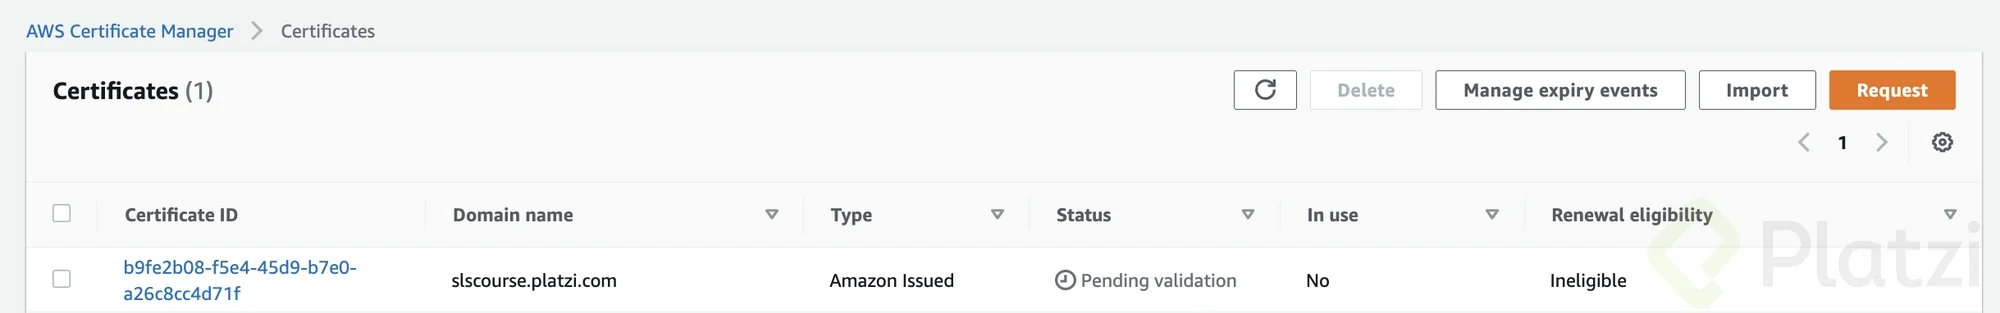 AWS Certificate Manager > Certificates
Certificates (1)
Delete
Manage expiry events
Import
Request
1
Certificate ID
Domain name
Type
Status
In use
Renewal eligibility
b9fe2b08-f5e4-45d9-b7e0-
a26c8cc4d71f
slscourse.platzi.com
Amazon Issued
Pending validation
No
Ineligible
Platzi